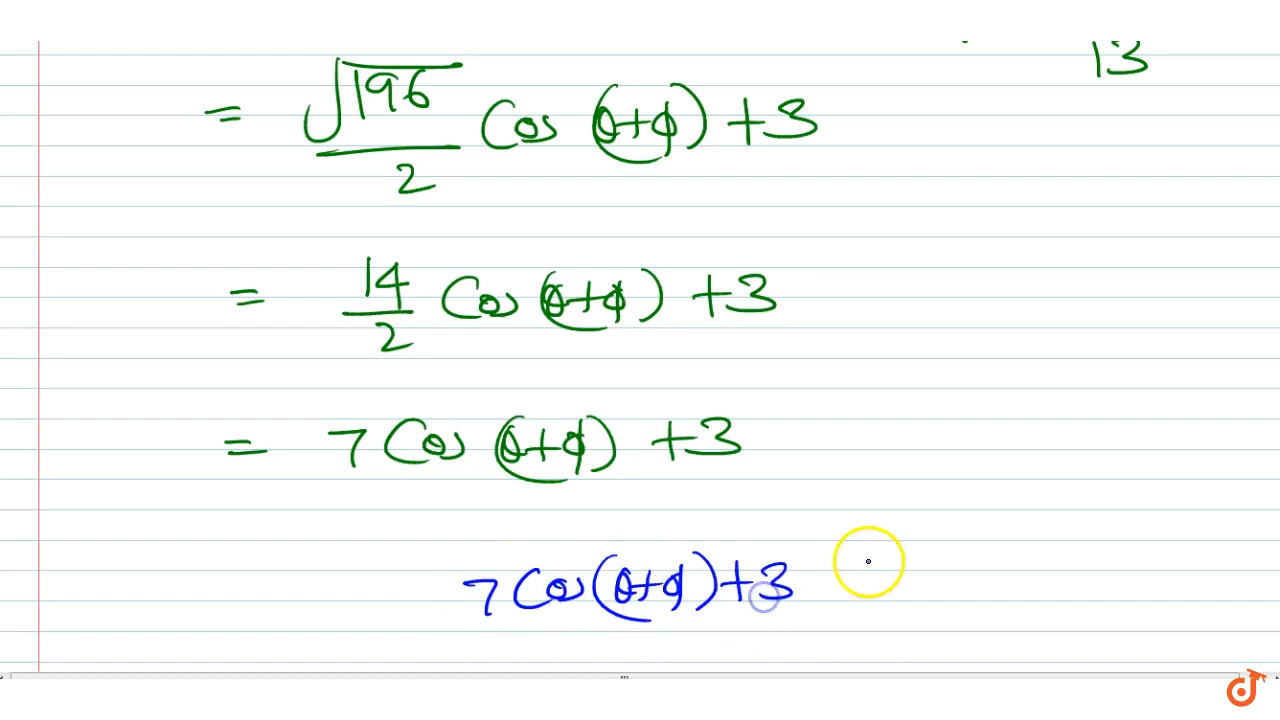 13
= √196/2 Cos (θ+φ) +3
= 14/2 Cos (θ+φ) +3
= 7 Cos (θ+φ) +3
7 Cos (θ+φ) +3